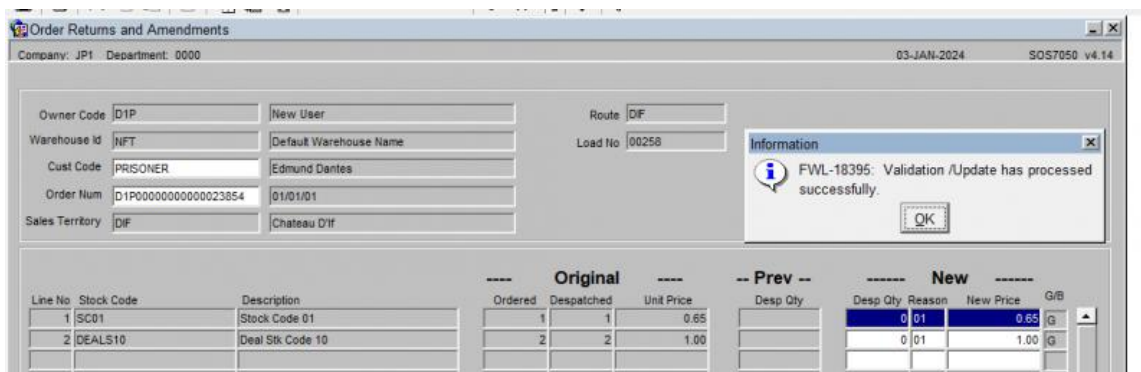 Order Returns and Amendments
Company: JP1 Department: 0000 03-JAN-2024 SOS7050 v4.14
Owner Code D1P New User Route DIF
Warehouse Id NFT Default Warehouse Name Load No 00258
Cust Code PRISONER Edmund Dantes
Order Num D1P00000000000023854 01/01/01
Sales Territory DIF Chateau D'If
Information
FWL-18395: Validation /Update has processed
successfully.
OK
---- Original ---- -- Prev -- ------ New ------
Line No Stock Code Description Ordered Despatched Unit Price Desp Qty Desp Qty Reason New Price G/B
1 SC01 Stock Code 01 1 1 0.65 0 01 0.65 G
2 DEALS10 Deal Stk Code 10 2 2 1.00 0 01 1.00 G